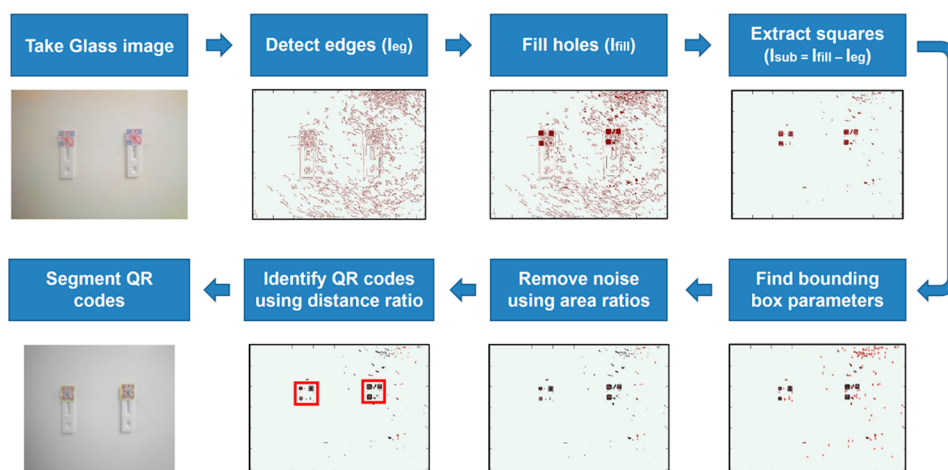 Take Glass image
Detect edges (Ieg)
Fill holes (Ifill)
Extract squares
(Isub = Ifill – Ieg)
Segment QR
codes
Identify QR codes
using distance ratio
Remove noise
using area ratios
Find bounding
box parameters